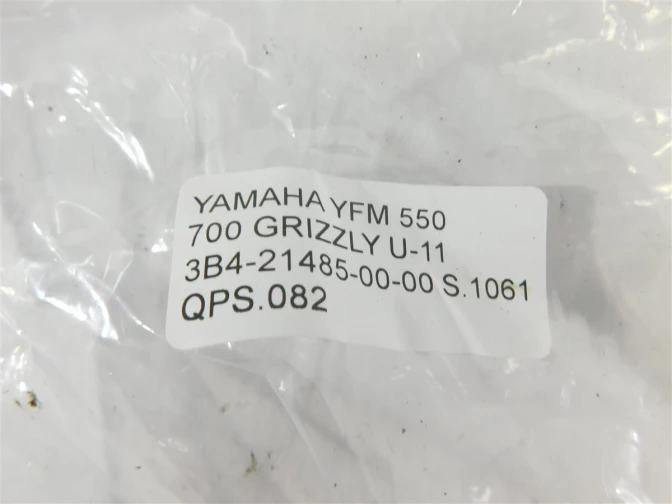 YAMAHA YFM 550
700 GRIZZLY U-11
3B4-21485-00-00 S.1061
QPS.082